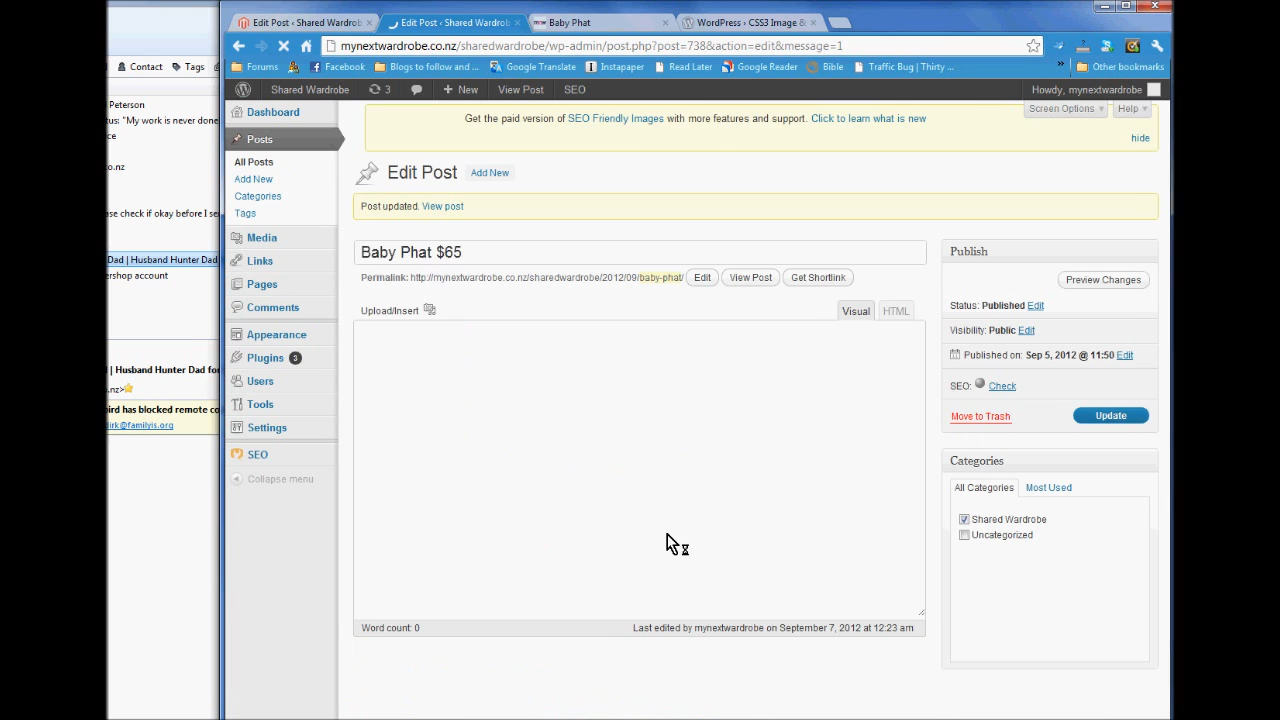 Edit Post ‹ Shared Wardrob
Edit Post ‹ Shared Wardrob
Baby Phat
WordPress › CSS3 Image &
mynextwardrobe.co.nz/sharedwardrobe/wp-admin/post.php?post=738&action=edit&message=1
Contact
Tags
Forums
Facebook
Blogs to follow and ...
Google Translate
Instapaper
Read Later
Google Reader
Bible
Traffic Bug | Thirty ...
»
Other bookmarks
Shared Wardrobe
3
+ New
View Post
SEO
Howdy, mynextwardrobe
Peterson
tus: "My work is never done
ce
o.nz
ase check if okay before I se
Dad | Husband Hunter Dad
ershop account
| Husband Hunter Dad for
.nz>
ird has blocked remote co
dirk@familyis.org
Screen Options
Help
Dashboard
Posts
All Posts
Add New
Categories
Tags
Media
Links
Pages
Comments
Appearance
Plugins 3
Users
Tools
Settings
SEO
Collapse menu
Get the paid version of SEO Friendly Images with more features and support. Click to learn what is new
hide
Edit Post
Add New
Post updated. View post
Baby Phat $65
Permalink: http://mynextwardrobe.co.nz/sharedwardrobe/2012/09/baby-phat/
Edit
View Post
Get Shortlink
Upload/Insert
Visual
HTML
Word count: 0
Last edited by mynextwardrobe on September 7, 2012 at 12:23 am
Publish
Preview Changes
Status: Published Edit
Visibility: Public Edit
Published on: Sep 5, 2012 @ 11:50 Edit
SEO:
Check
Move to Trash
Update
Categories
All Categories
Most Used
Shared Wardrobe
Uncategorized